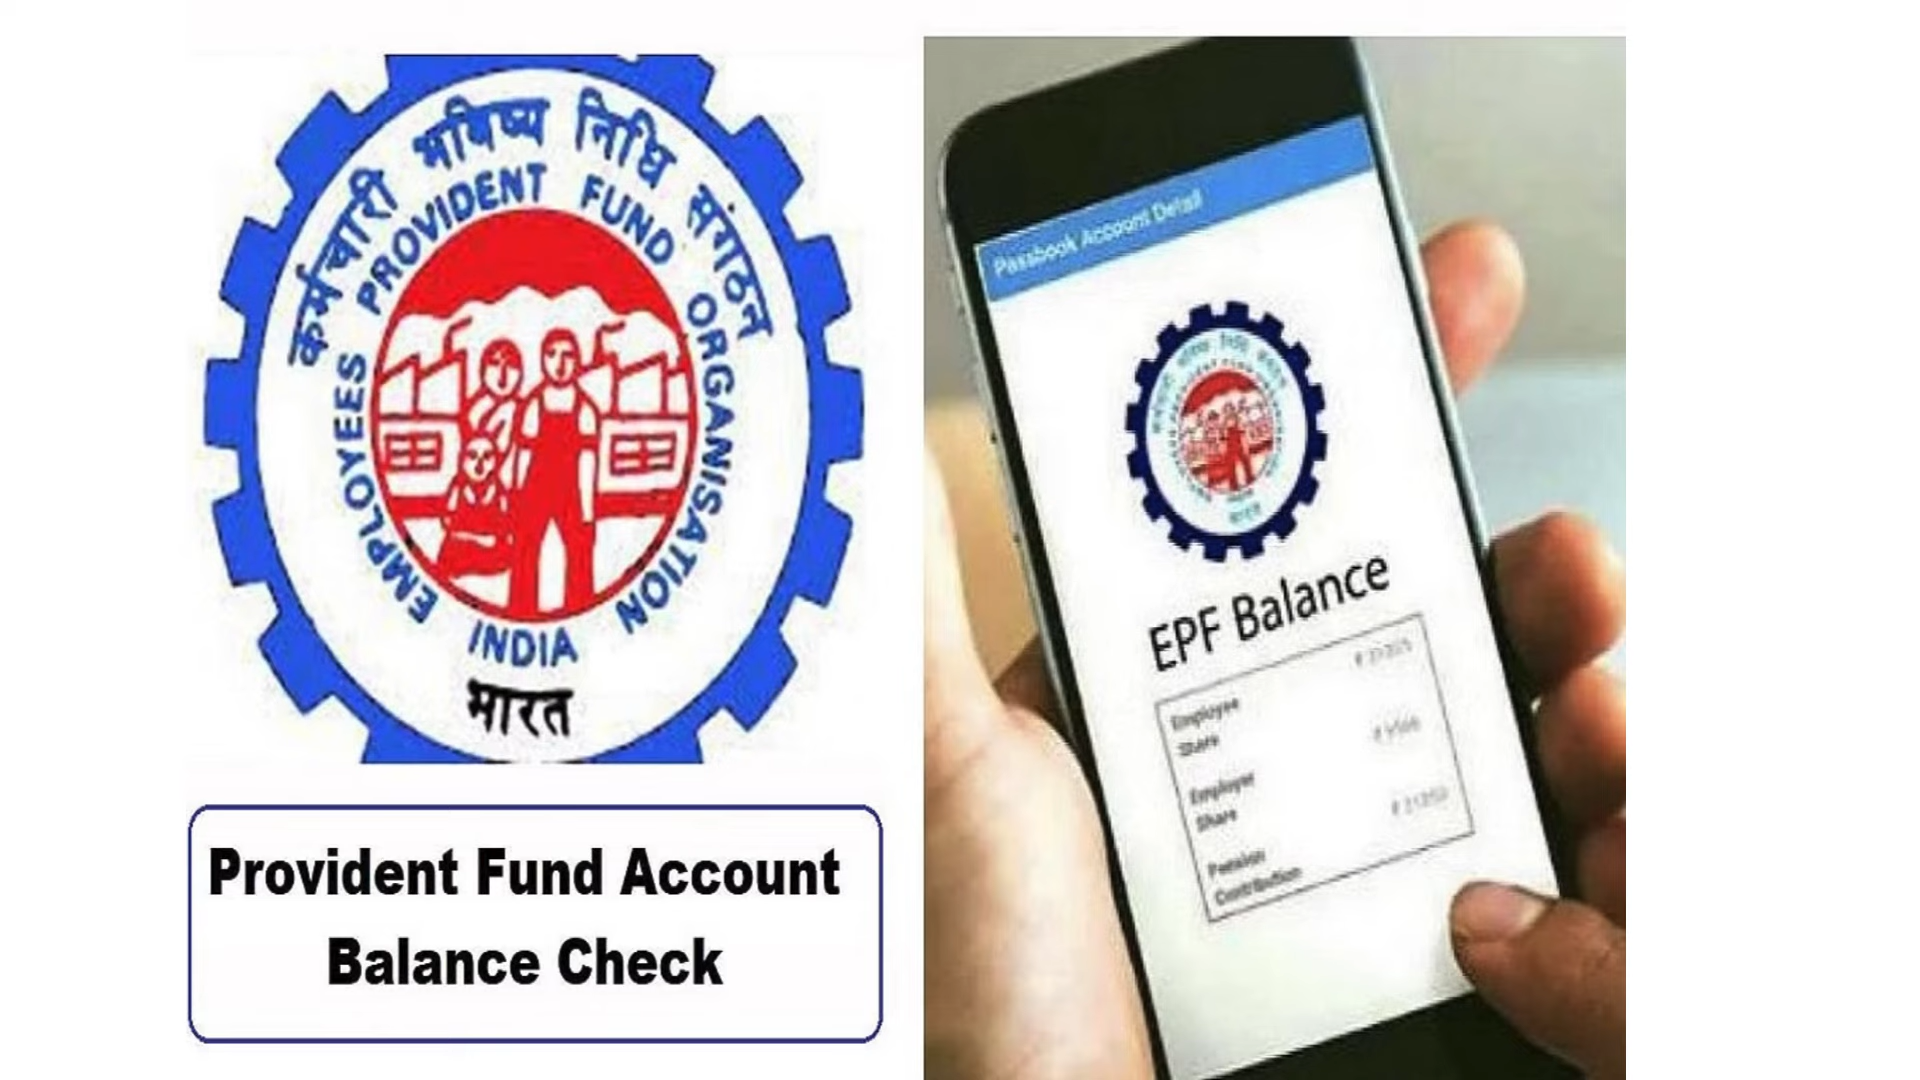 कर्मचारी भविष्य निधि संगठन
EMPLOYEES PROVIDENT FUND ORGANISATION
INDIA
भारत
Provident Fund Account
Balance Check
Passbook Account Detail
EPF Balance
Employee
Share
Employer
Share
Pension
Contribution